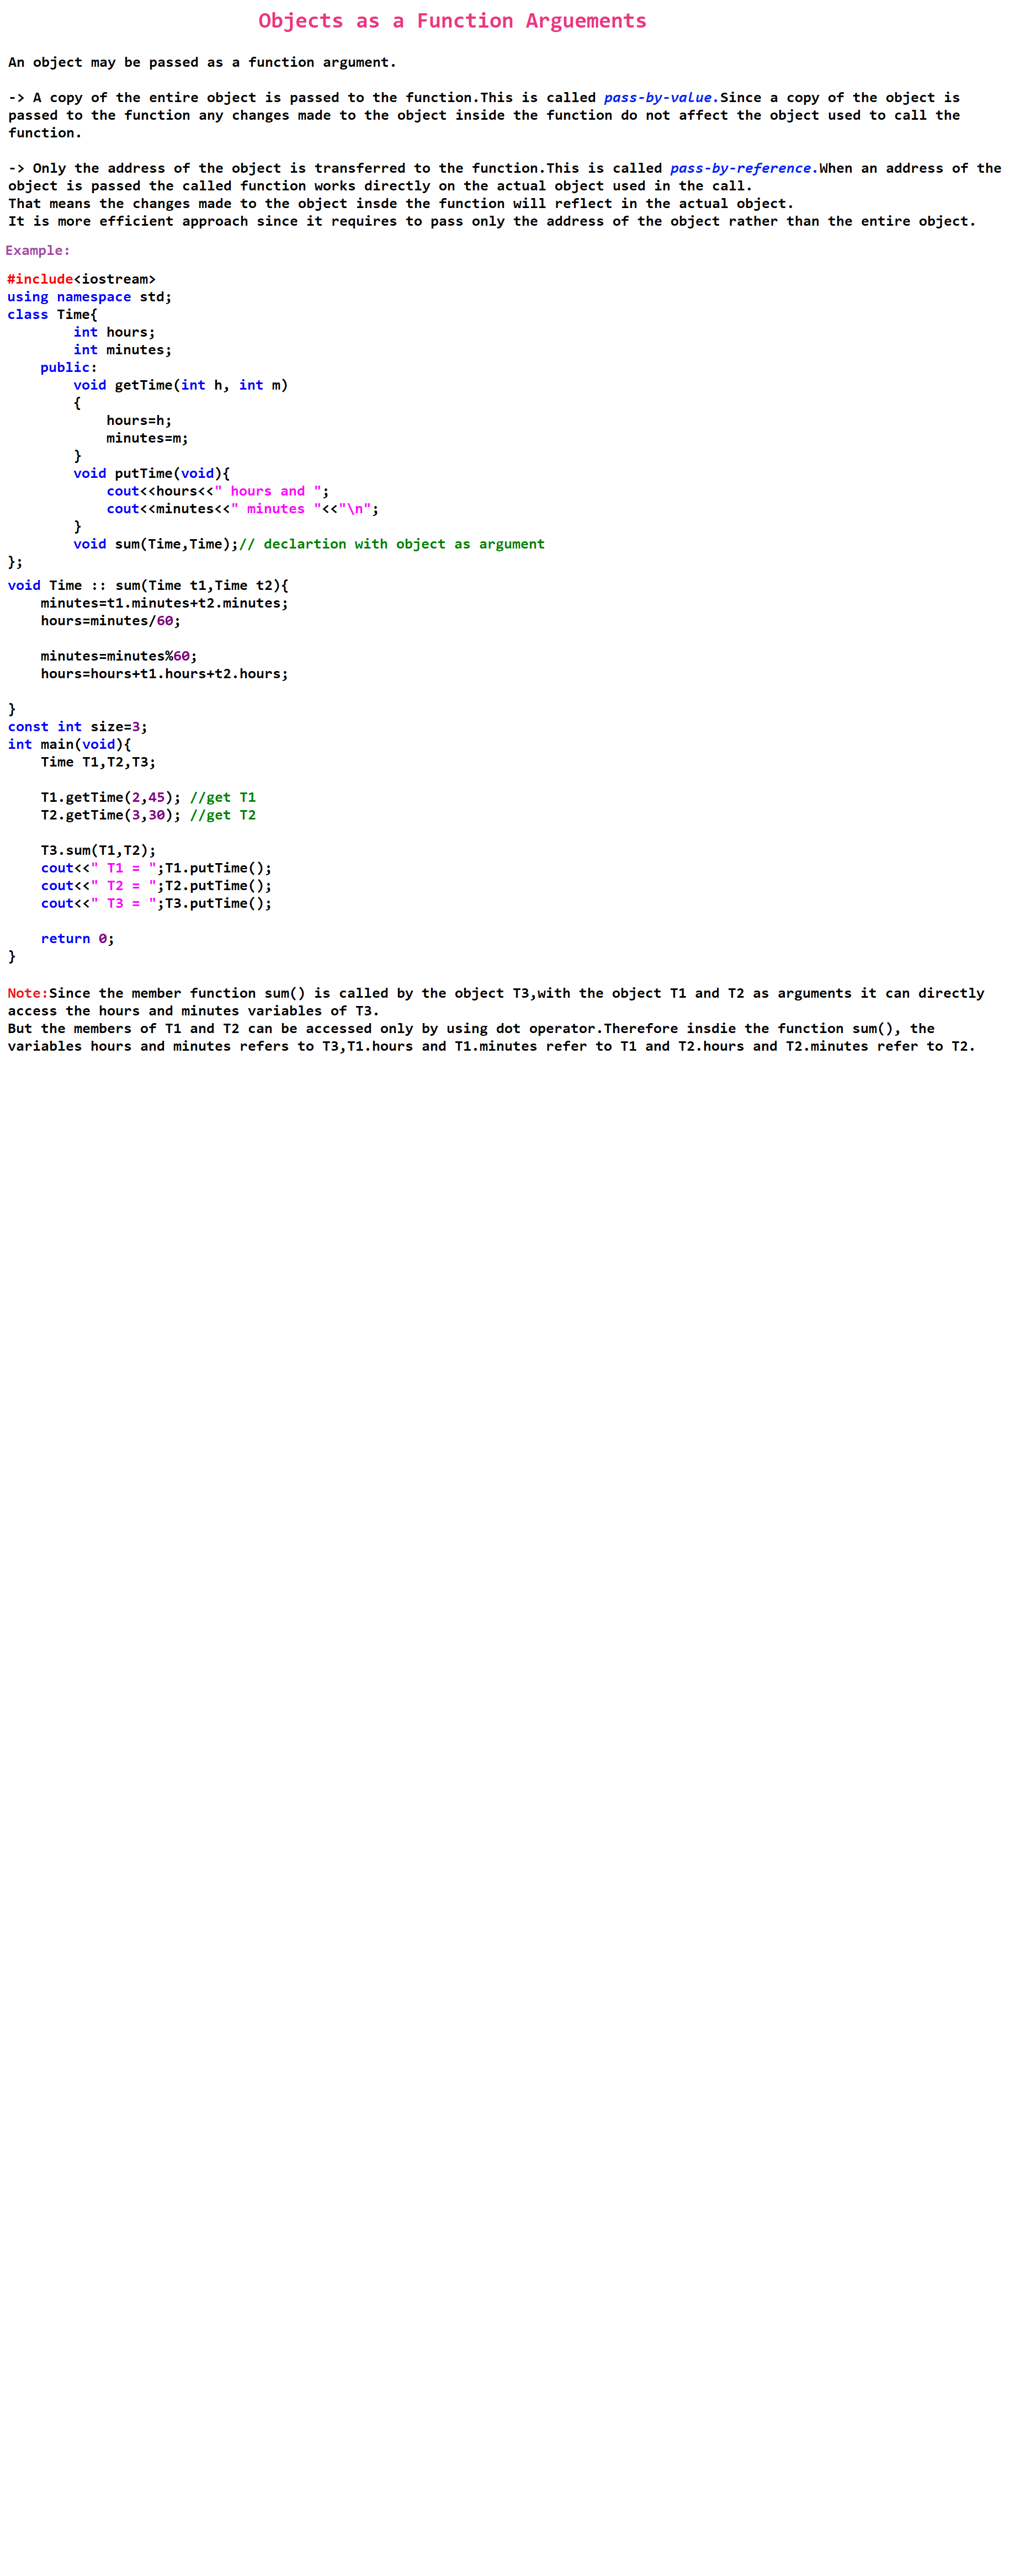 Objects as a Function Arguements
An object may be passed as a function argument.
-> A copy of the entire object is passed to the function.This is called pass-by-value.Since a copy of the object is
passed to the function any changes made to the object inside the function do not affect the object used to call the
function.
-> Only the address of the object is transferred to the function.This is called pass-by-reference.When an address of the
object is passed the called function works directly on the actual object used in the call.
That means the changes made to the object insde the function will reflect in the actual object.
It is more efficient approach since it requires to pass only the address of the object rather than the entire object.
Example:
#include<iostream>
using namespace std;
class Time{
        int hours;
        int minutes;
    public:
        void getTime(int h, int m)
        {
            hours=h;
            minutes=m;
        }
        void putTime(void){
            cout<<hours<<" hours and ";
            cout<<minutes<<" minutes "<<"\n";
        }
        void sum(Time,Time);// declartion with object as argument
};
void Time :: sum(Time t1,Time t2){
    minutes=t1.minutes+t2.minutes;
    hours=minutes/60;
    minutes=minutes%60;
    hours=hours+t1.hours+t2.hours;
}
const int size=3;
int main(void){
    Time T1,T2,T3;
    T1.getTime(2,45); //get T1
    T2.getTime(3,30); //get T2
    T3.sum(T1,T2);
    cout<<" T1 = ";T1.putTime();
    cout<<" T2 = ";T2.putTime();
    cout<<" T3 = ";T3.putTime();
    return 0;
}
Note:Since the member function sum() is called by the object T3,with the object T1 and T2 as arguments it can directly
access the hours and minutes variables of T3.
But the members of T1 and T2 can be accessed only by using dot operator.Therefore insdie the function sum(), the
variables hours and minutes refers to T3,T1.hours and T1.minutes refer to T1 and T2.hours and T2.minutes refer to T2.